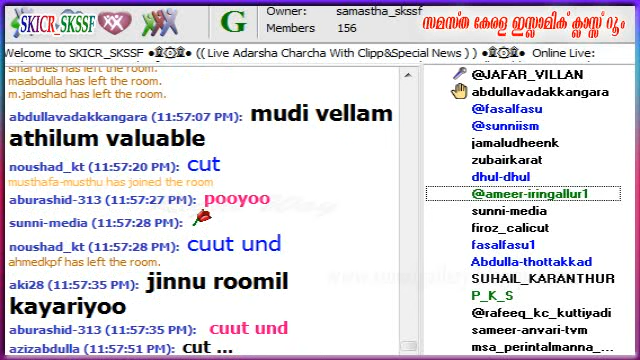 SKICR SKSSF
G
Owner: samastha_skssf
Members 156
സമസ്ത കേരള ഇസ്ലാമിക് ക്ലാസ്സ് റൂം
Welcome to SKICR_SKSSF (( Live Adarsha Charcha With Clipp&Special News )) Online Live:
smartnes has left the room.
maabdulla has left the room.
m.jamshad has left the room.
abdullavadakkangara (11:57:07 PM): mudi vellam
athilum valuable
noushad_kt (11:57:20 PM): cut
musthafa-musthu has joined the room
aburashid-313 (11:57:27 PM): pooyoo
sunni-media (11:57:28 PM):
noushad_kt (11:57:28 PM): cuut und
ahmedkpf has left the room.
aki28 (11:57:35 PM): jinnu roomil
kayariyoo
aburashid-313 (11:57:35 PM): cuut und
azizabdulla (11:57:51 PM): cut ...
@JAFAR_VILLAN
abdullavadakkangara
@fasalfasu
@sunniism
jamaludheenk
zubairkarat
dhul-dhul
@ameer-iringallur1
sunni-media
firoz_calicut
fasalfasu1
Abdulla-thottakkad
SUHAIL_KARANTHUR
P_K_S
@rafeeq_kc_kuttiyadi
sameer-anvari-tvm
msa_perintalmanna_